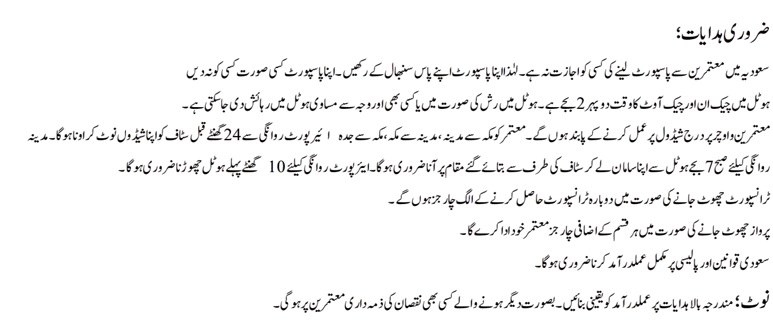 ضروری ہدایات؛
سعودیہ میں معتمرین سے پاسپورٹ لینے کی کسی کو اجازت نہ ہے۔ لہٰذا اپنا پاسپورٹ اپنے پاس سنبھال کے رکھیں۔ اپنا پاسپورٹ کسی صورت کسی کو نہ دیں
ہوٹل میں چیک ان اور چیک آوٹ کا وقت دوپہر 2 بجے ہے۔ ہوٹل میں رش کی صورت میں یا کسی بھی اور وجہ سے مساوی ہوٹل میں رہائش دی جا سکتی ہے۔
معتمرین واوچر پر درج شیڈول پر عمل کرنے کے پابند ہوں گے۔ معتمر کو مکہ سے مدینہ، مدینہ سے مکہ، مکہ سے جدہ ائیر پورٹ روانگی سے 24 گھنٹے قبل سٹاف کو اپنا شیڈول نوٹ کراونا ہوگا۔ مدینہ
روانگی کیلئے صبح 7 بجے ہوٹل سے اپنا سامان لے کر سٹاف کی طرف سے بتائے گئے مقام پر آنا ضروری ہوگا۔ ایئرپورٹ روانگی کیلئے 10 گھنٹے پہلے ہوٹل چھوڑنا ضروری ہوگا۔
ٹرانسپورٹ چھوٹ جانے کی صورت میں دوبارہ ٹرانسپورٹ حاصل کرنے کے الگ چارجز ہوں گے۔
پرواز چھوٹ جانے کی صورت میں ہر قسم کے اضافی چارجز معتمر خود ادا کرے گا۔
سعودی قوانین اور پالیسی پر مکمل عملدرآمد کرنا ضروری ہوگا۔
نوٹ؛ مندرجہ بالا ہدایات پر عملدرآمد کو یقینی بنائیں۔ بصورت دیگر ہونے والے کسی بھی نقصان کی ذمہ داری معتمرین پر ہوگی۔